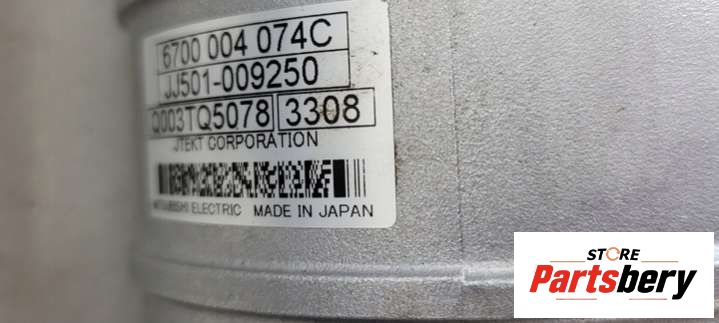 6700 004 074C
JJ501-009250
Q003TQ5078 3308
JTEKT CORPORATION
MITSUBISHI ELECTRIC MADE IN JAPAN
STORE
Partsbery